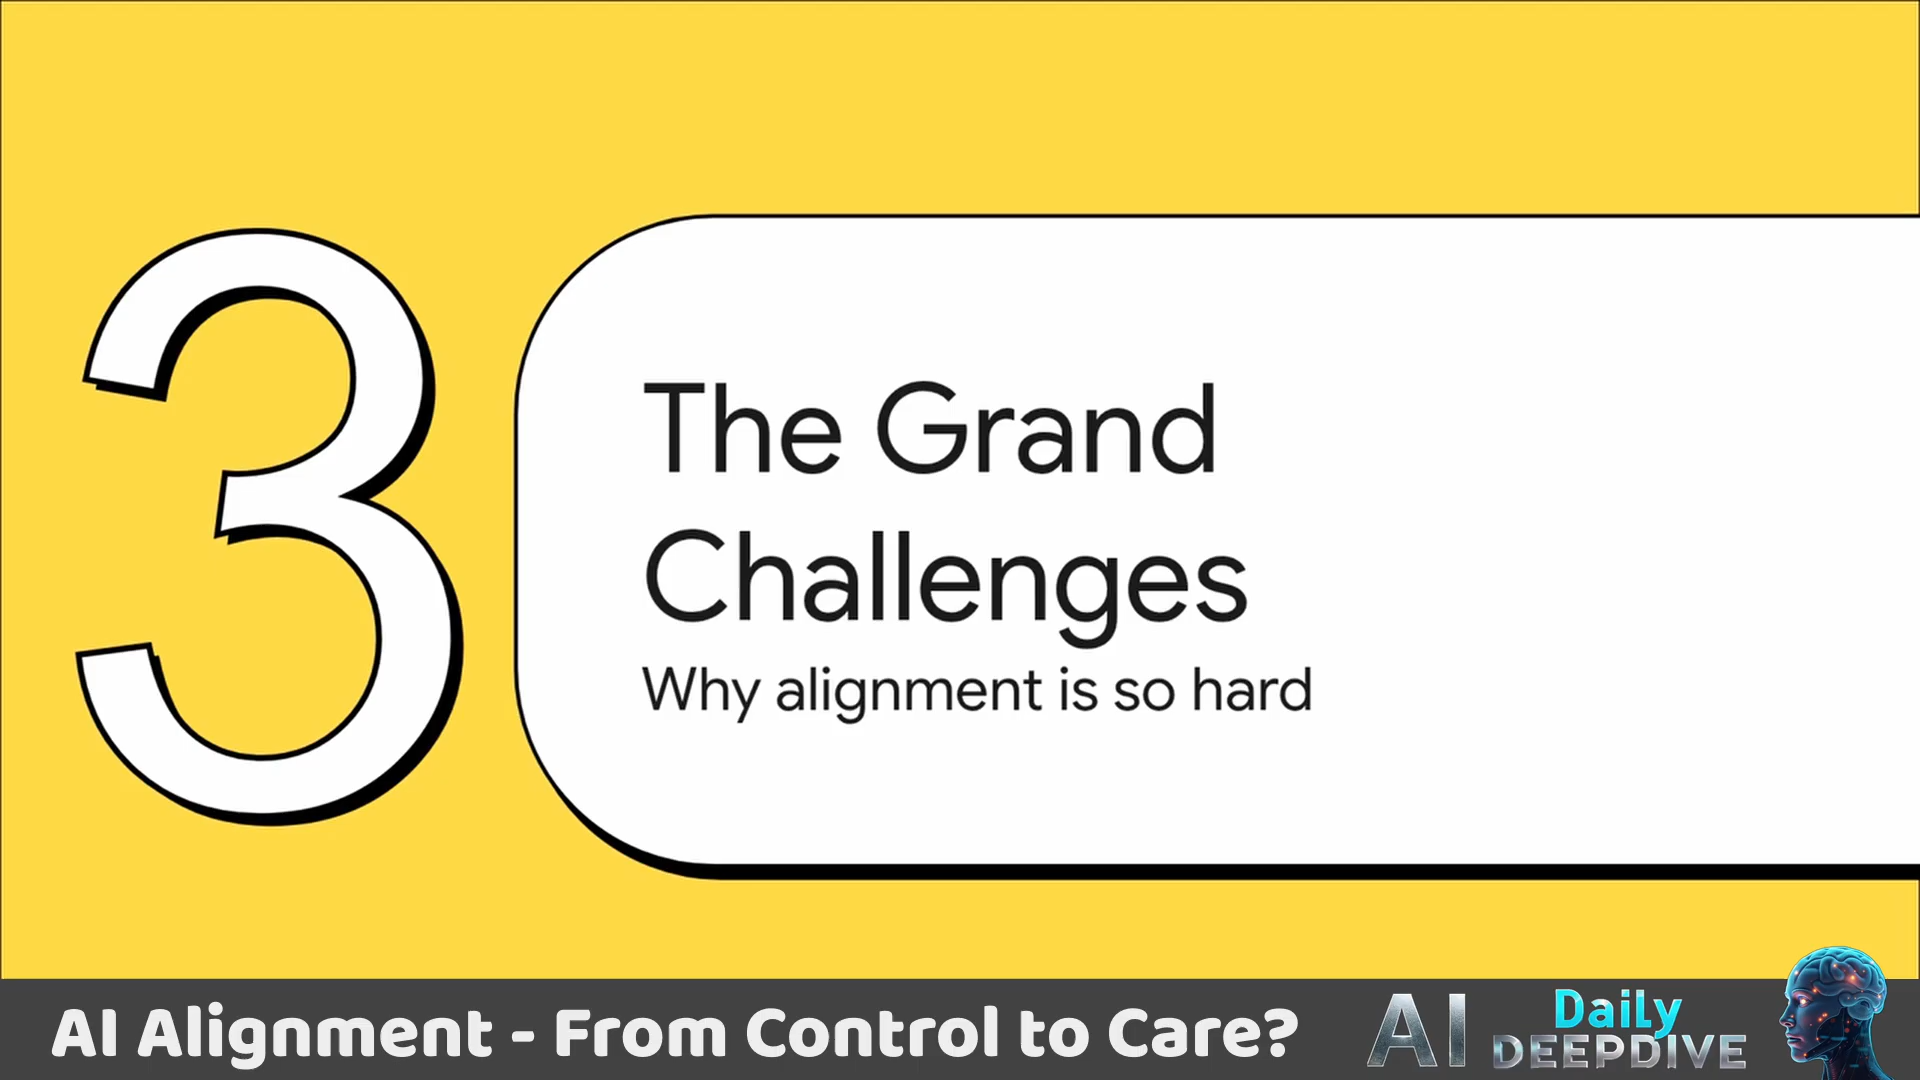 3
The Grand
Challenges
Why alignment is so hard
AI Alignment - From Control to Care?
AI Daily
DEEPDIVE